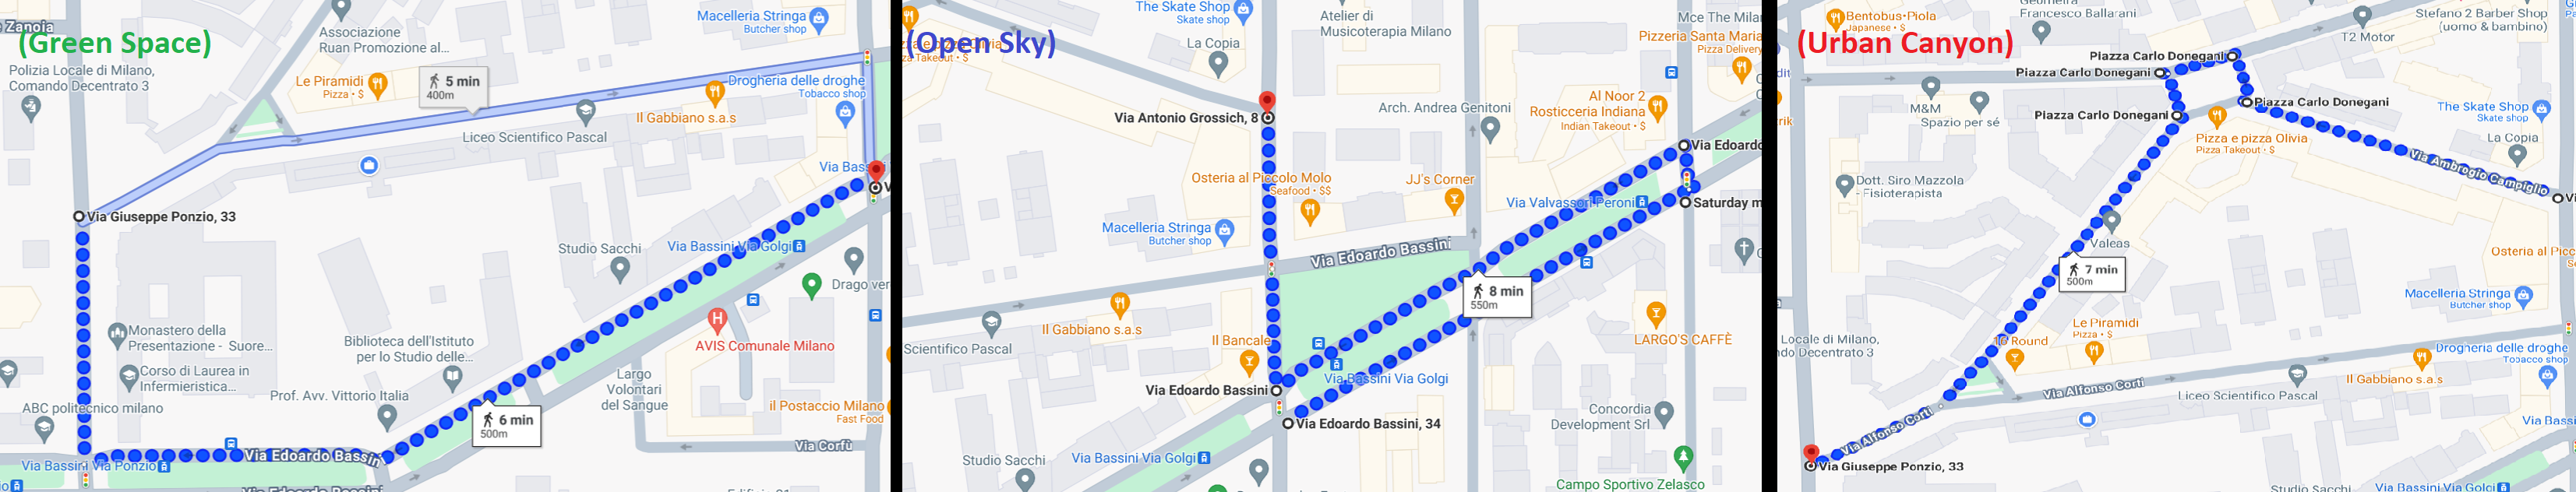 Zanoia
(Green Space)
Polizia Locale di Milano,
Comando Decentrato 3
Associazione
Ruan Promozione al...
Macelleria Stringa
Butcher shop
Le Piramidi
Pizza • $
5 min
400m
Drogheria delle droghe
Tobacco shop
Il Gabbiano s.a.s
Liceo Scientifico Pascal
Via Bass
Via Giuseppe Ponzio, 33
Studio Sacchi
Via Bassini Via Golgi
Drago ver
Monastero della
Presentazione - Suore...
Biblioteca dell'Istituto
per lo Studio delle...
AVIS Comunale Milano
Corso di Laurea in
Infermieristica...
Prof. Avv. Vittorio Italia
Largo
Volontari
del Sangue
ABC politecnico milano
6 min
500m
il Postaccio Milano
Fast Food
Via Edoardo Bassin
Via Corfù
Via Bassini Via Ponzio
(Open Sky)
The Skate Shop
Skate shop
La Copia
Atelier di
Musicoterapia Milano
Mce The Milan
Pizzeria Santa Maria
Pizza Delivery
Via Antonio Grossich, 8
Arch. Andrea Genitoni
Al Noor 2
Rosticceria Indiana
Indian Takeout • $
Via Edoardo
Osteria al Piccolo Molo
Seafood • $$
JJ's Corner
Via Valvassori Peroni
Saturday m
Macelleria Stringa
Butcher shop
Via Edoardo Bassini
8 min
550m
Il Gabbiano s.a.s
Scientifico Pascal
Il Bancale
LARGO'S CAFFÈ
Via Bassini Via Golgi
Via Edoardo Bassini
Via Edoardo Bassini, 34
Concordia
Development Srl
Via Bassini Via Golgi
Studio Sacchi
Campo Sportivo Zelasco
(Urban Canyon)
Bentobus•Piola
Japanese • $
Geometra
Francesco Ballarani
Stefano 2 Barber Shop
(uomo & bambino)
T2 Motor
Piazza Carlo Donegani
Piazza Carlo Donegani
Piazza Carlo Donegani
Piazza Carlo Donegani
M&M
Spazio per sé
The Skate Shop
Skate shop
La Copia
Pizza e pizza Olivia
Pizza Takeout • $
Via Ambrogio Campiglio
Dott. Siro Mazzola
- Fisioterapista
Valeas
7 min
500m
Osteria al
Macelleria Stringa
Butcher shop
Le Piramidi
Pizza • $
Round
Locale di Milano,
ndo Decentrato 3
Drogheria delle droghe
Tobacco shop
Il Gabbiano s.a.s
Via Alfonso Corti
Liceo Scientifico Pascal
Via Alfonso Corti
Via Bassi
Via Giuseppe Ponzio, 33
Studio Sacchi
Via Bassini Via Golgi